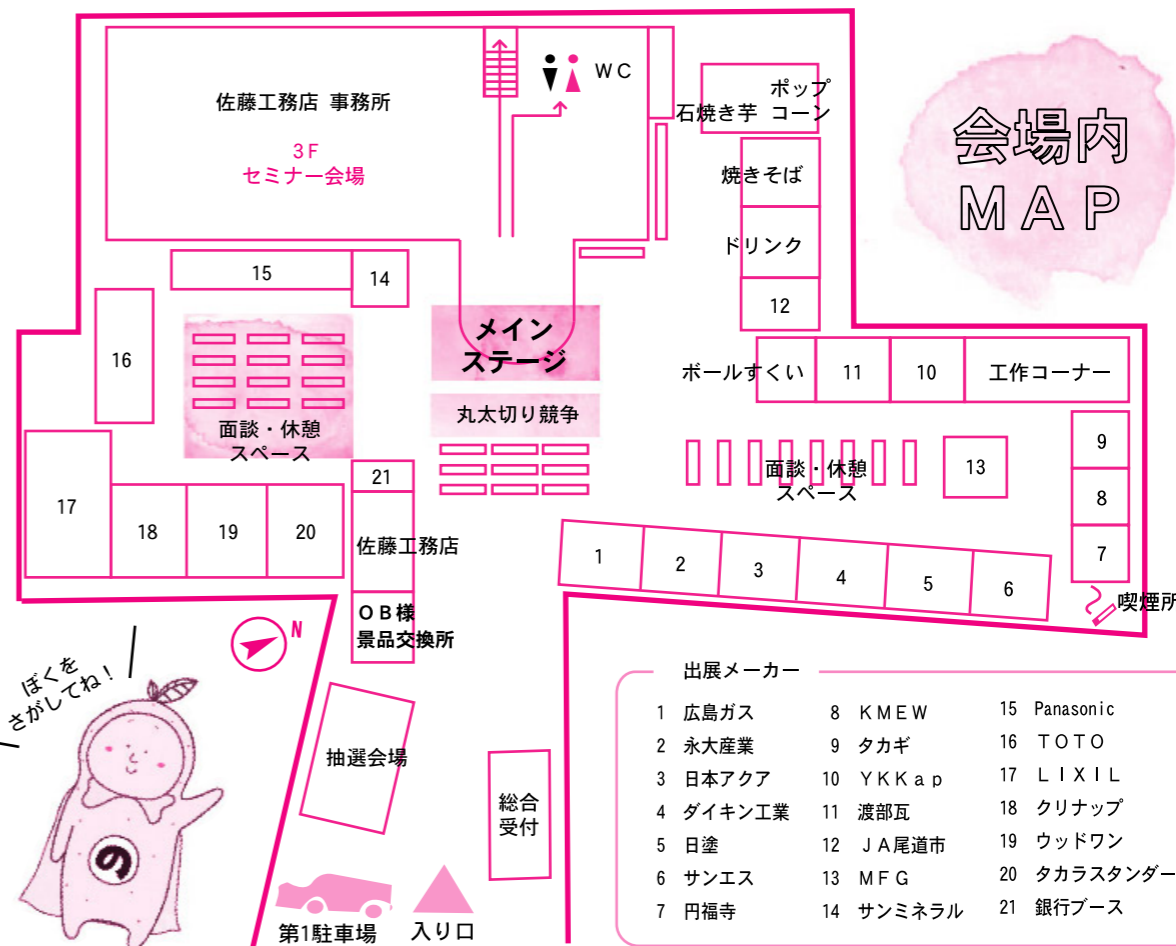 会場内
ＭＡＰ
佐藤工務店 事務所
３Ｆ
セミナー会場
ＷＣ
ポップ
石焼き芋 コーン
焼きそば
ドリンク
12
15
14
16
メイン
ステージ
丸太切り競争
面談・休憩
スペース
ボールすくい
11
10
工作コーナー
9
8
7
13
面談・休憩
スペース
喫煙所
17
18
19
20
21
佐藤工務店
ＯＢ様
景品交換所
1
2
3
4
5
6
N
ぼくを
さがしてね！
の
抽選会場
総合
受付
第1駐車場
入り口
出展メーカー
1 広島ガス
2 永大産業
3 日本アクア
4 ダイキン工業
5 日塗
6 サンエス
7 円福寺
8 ＫＭＥＷ
9 タカギ
10 ＹＫＫａｐ
11 渡部瓦
12 ＪＡ尾道市
13 ＭＦＧ
14 サンミネラル
15 Panasonic
16 ＴＯＴＯ
17 ＬＩＸＩＬ
18 クリナップ
19 ウッドワン
20 タカラスタンダー
21 銀行ブース